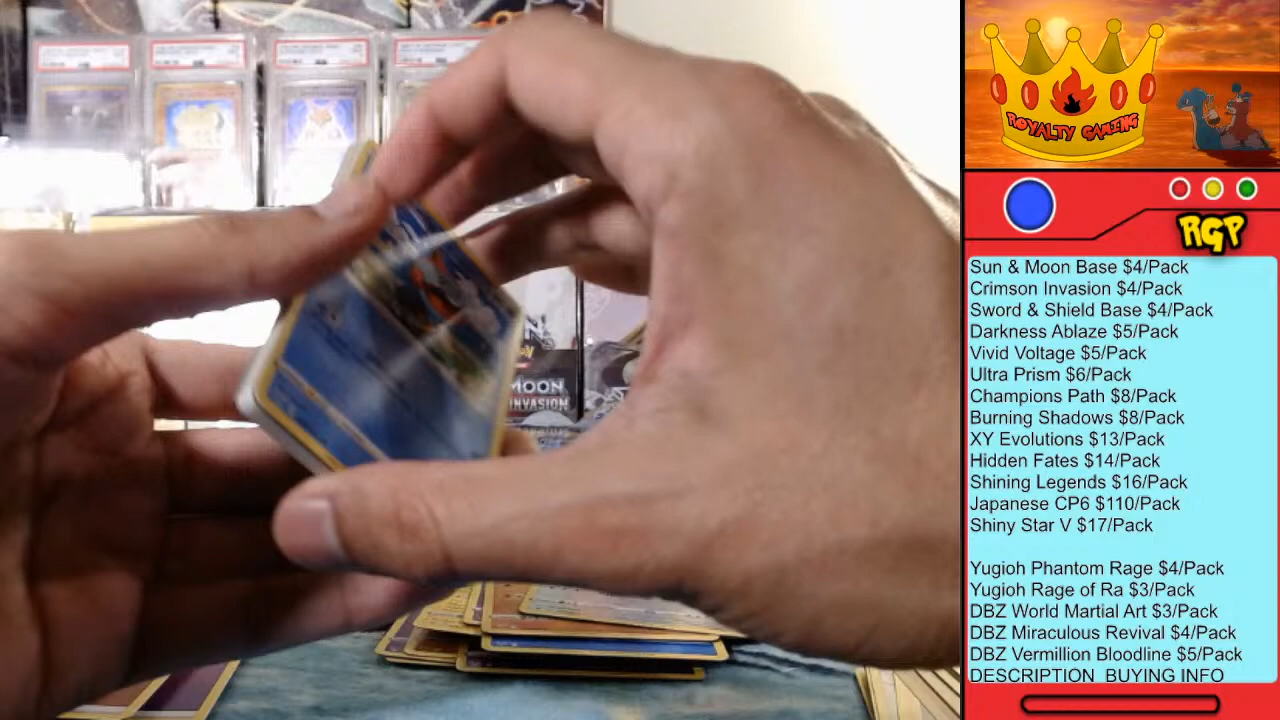 ROYALTY GAMING
RGP
Sun & Moon Base $4/Pack
Crimson Invasion $4/Pack
Sword & Shield Base $4/Pack
Darkness Ablaze $5/Pack
Vivid Voltage $5/Pack
Ultra Prism $6/Pack
Champions Path $8/Pack
Burning Shadows $8/Pack
XY Evolutions $13/Pack
Hidden Fates $14/Pack
Shining Legends $16/Pack
Japanese CP6 $110/Pack
Shiny Star V $17/Pack
Yugioh Phantom Rage $4/Pack
Yugioh Rage of Ra $3/Pack
DBZ World Martial Art $3/Pack
DBZ Miraculous Revival $4/Pack
DBZ Vermillion Bloodline $5/Pack
DESCRIPTION BUYING INFO
MOON
INVASION